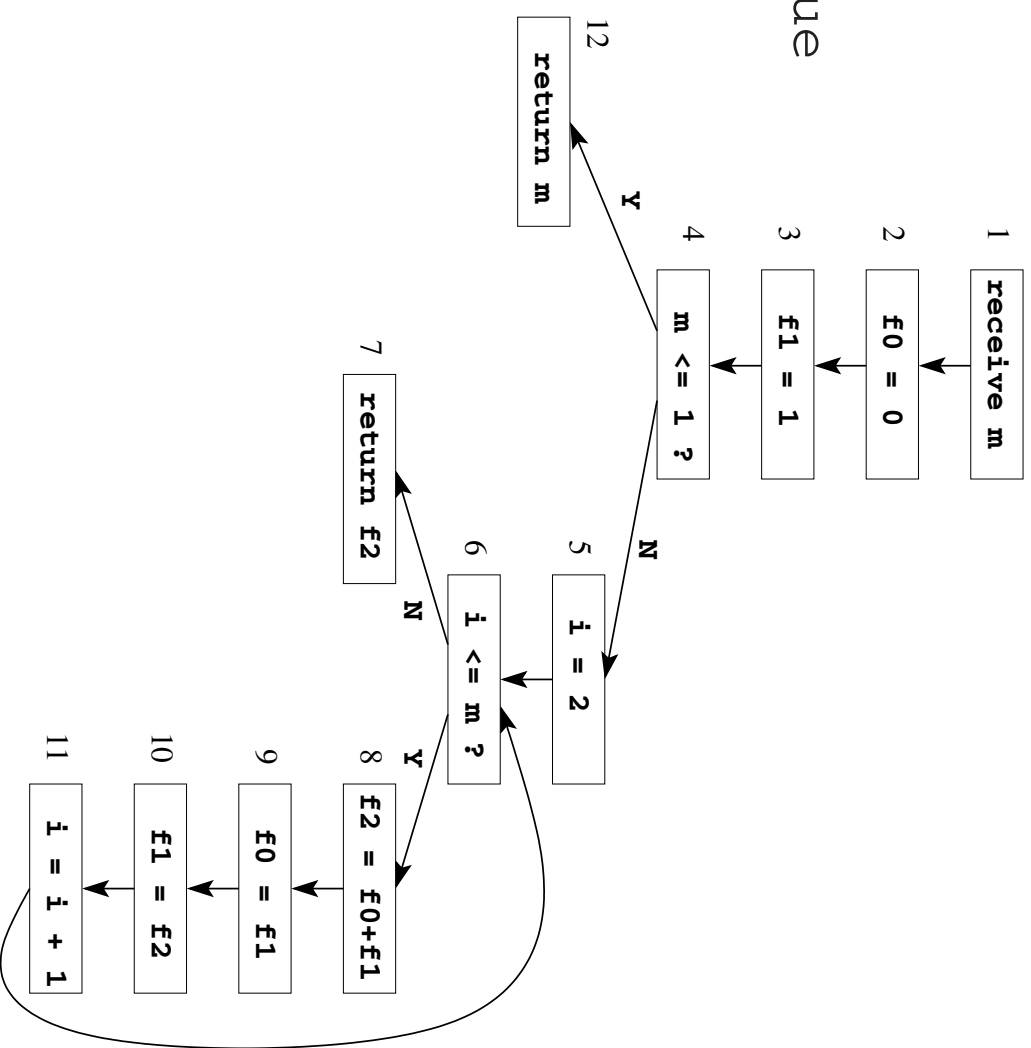 ue
1
receive m
2
f0 = 0
3
f1 = 1
4
m <= 1 ?
Y
N
12
return m
5
i = 2
6
i <= m ?
N
Y
7
return f2
8
f2 = f0+f1
9
f0 = f1
10
f1 = f2
11
i = i + 1